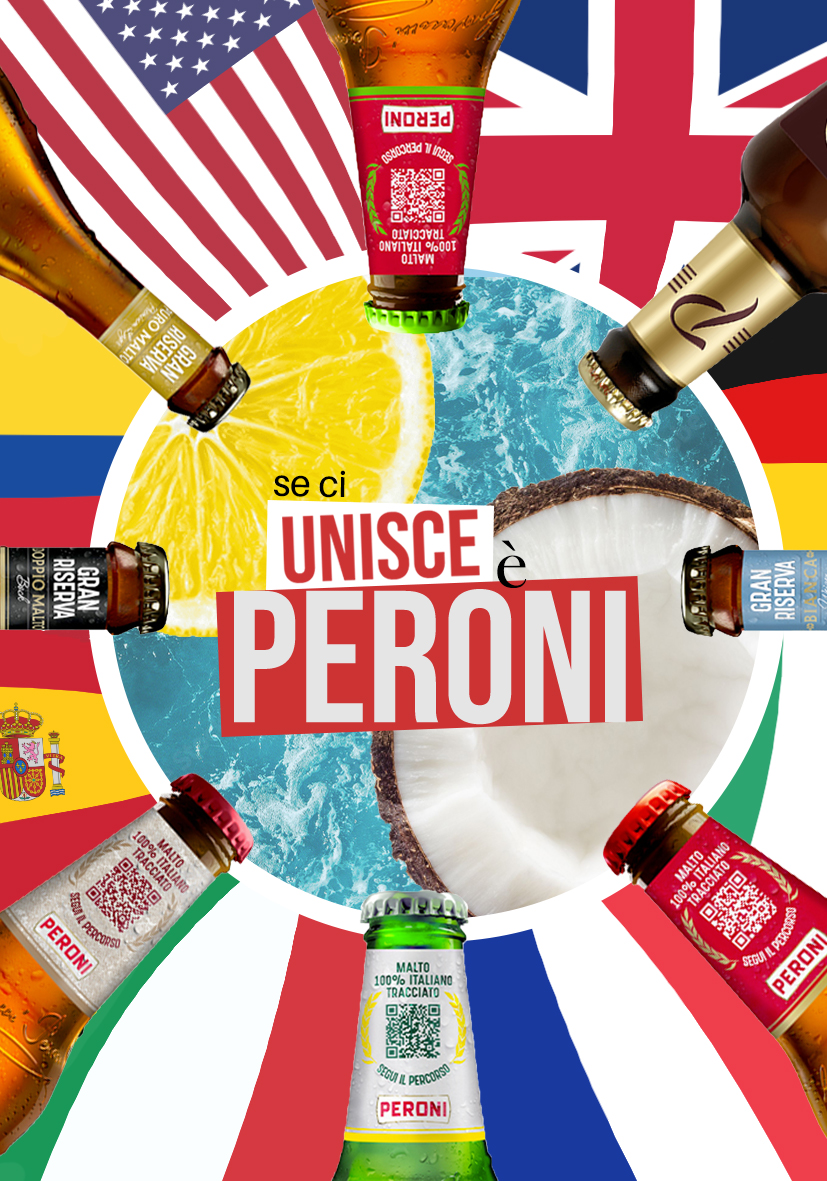 se ci
UNISCE
è
PERONI
GRAN
RISERVA
BIANCA
PERONI
SEGUI IL PERCORSO
MALTO
100% ITALIANO
TRACCIATO
MALTO
100% ITALIANO
TRACCIATO
SEGUI IL PERCORSO
PERONI
MALTO
100% ITALIANO
TRACCIATO
SEGUI IL PERCORSO
PERONI
GRAN
RISERVA
DOPPIO MALTO
Bock
GRAN
RISERVA
PURO MALTO
PERONI
SEGUI IL PERCORSO
MALTO
100% ITALIANO
TRACCIATO